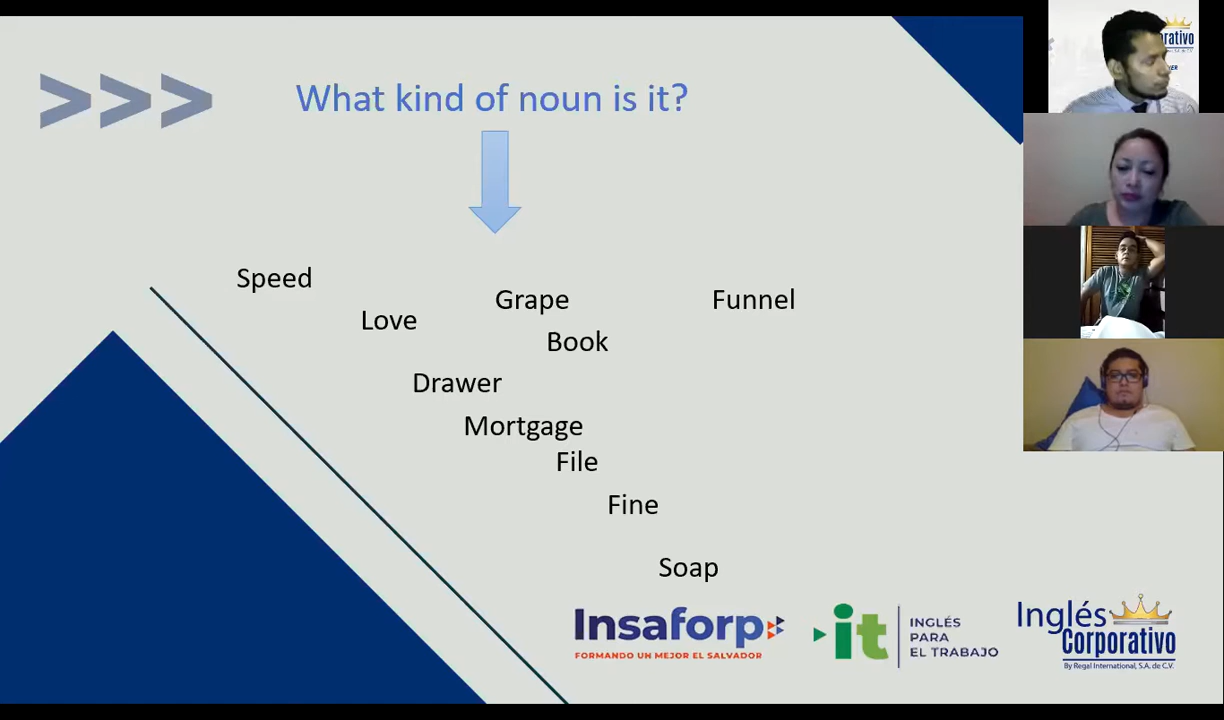 >>> What kind of noun is it?
Speed
Grape
Funnel
Love
Book
Drawer
Mortgage
File
Fine
Soap
Insaforp
FORMANDO UN MEJOR EL SALVADOR
it
INGLÉS
PARA
EL TRABAJO
Inglés
Corporativo
By Regal International, S.A. de C.V.